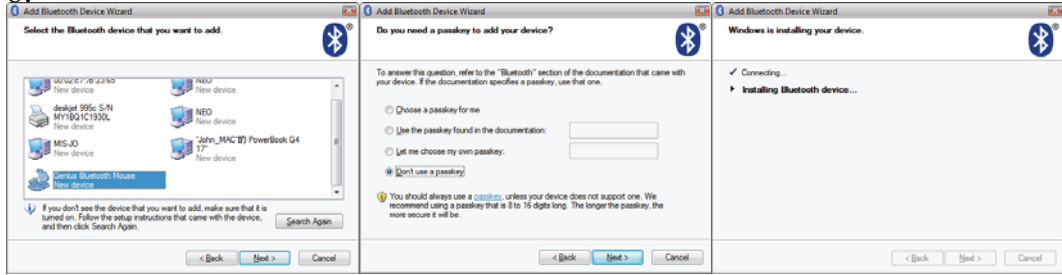 Add Bluetooth Device Wizard
Select the Bluetooth device that you want to add.
New device
NEO
New device
deskjet 995c S/N
MY18Q1C1930L
New device
NEO
New device
MIS-JO
New device
"John_MAC"的 PowerBook G4
17"
New device
Genius Bluetooth Mouse
New device
If you don't see the device that you want to add, make sure that it is
turned on. Follow the setup instructions that came with the device,
and then click Search Again.
Search Again
< Back
Next >
Cancel
Add Bluetooth Device Wizard
Do you need a passkey to add your device?
To answer this question, refer to the "Bluetooth" section of the documentation that came with
your device. If the documentation specifies a passkey, use that one.
Choose a passkey for me
Use the passkey found in the documentation:
Let me choose my own passkey:
Don't use a passkey
You should always use a passkey, unless your device does not support one. We
recommend using a passkey that is 8 to 16 digits long. The longer the passkey, the
more secure it will be.
< Back
Next >
Cancel
Add Bluetooth Device Wizard
Windows is installing your device.
Connecting...
Installing Bluetooth device...
< Back
Next >
Cancel